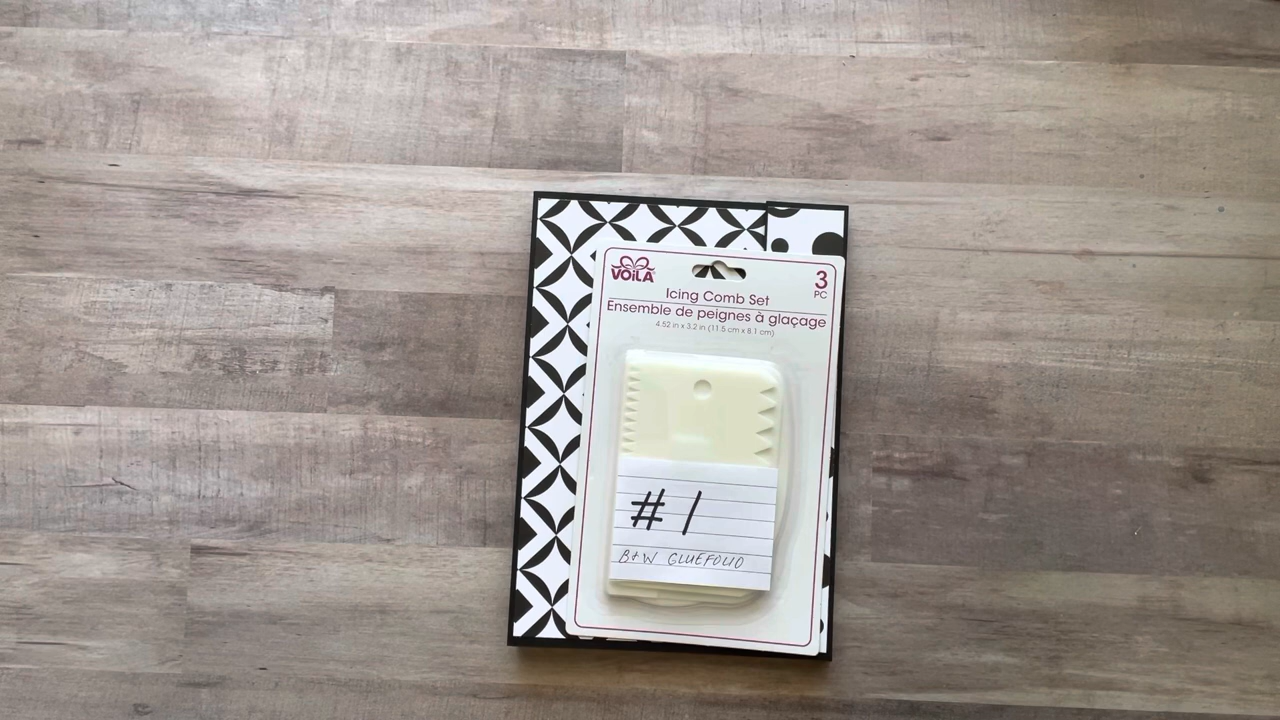 VOiLA
3
PC
Icing Comb Set
Ensemble de peignes à glaçage
4.52 in x 3.2 in (11.5 cm x 8.1 cm)
#1
B+W GLUEFOLIO